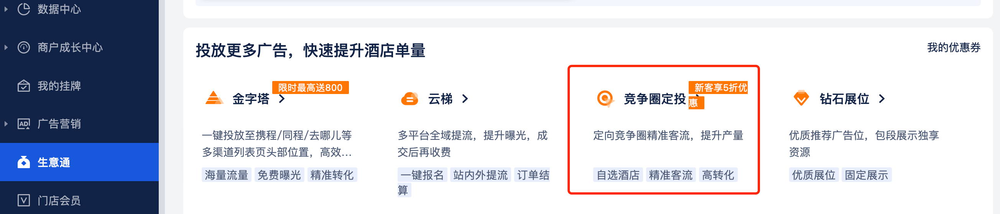 数据中心
商户成长中心
我的挂牌
AD
广告营销
生意通
V
门店会员
投放更多广告，快速提升酒店单量
我的优惠券
限时最高送800
金字塔
一键投放至携程/同程/去哪儿等
多渠道列表页头部位置，高效...
海量流量 免费曝光 精准转化
云梯
多平台全域提流，提升曝光，成
交后再收费
一键报名 站内外提流 订单结
算
新客享5折优
惠
竞争圈定投
定向竞争圈精准客流，提升产量
自选酒店 精准客流 高转化
钻石展位
优质推荐广告位，包段展示独享
资源
优质展位 固定展示